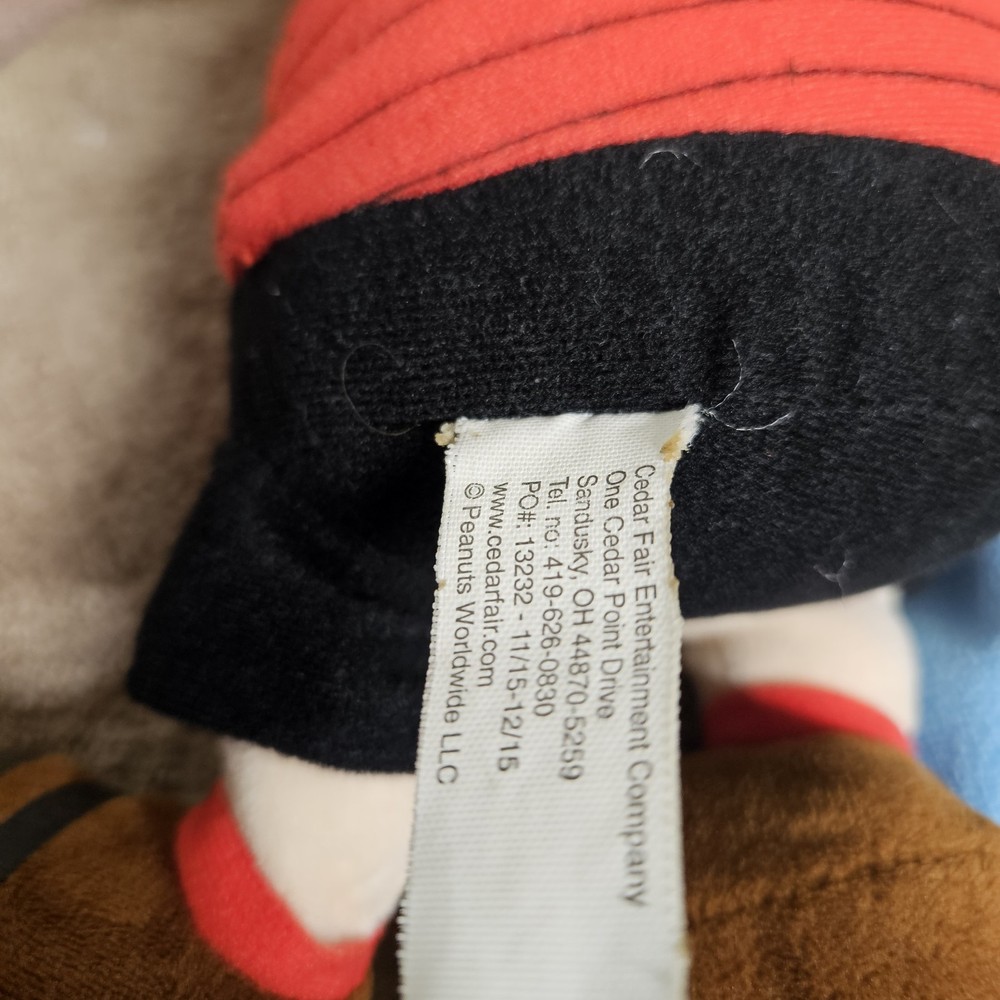 Cedar Fair Entertainment Company
One Cedar Point Drive
Sandusky, OH 44870-5259
Tel. no: 419-626-0830
PO#: 13232 - 11/15-12/15
www.cedarfair.com
© Peanuts Worldwide LLC